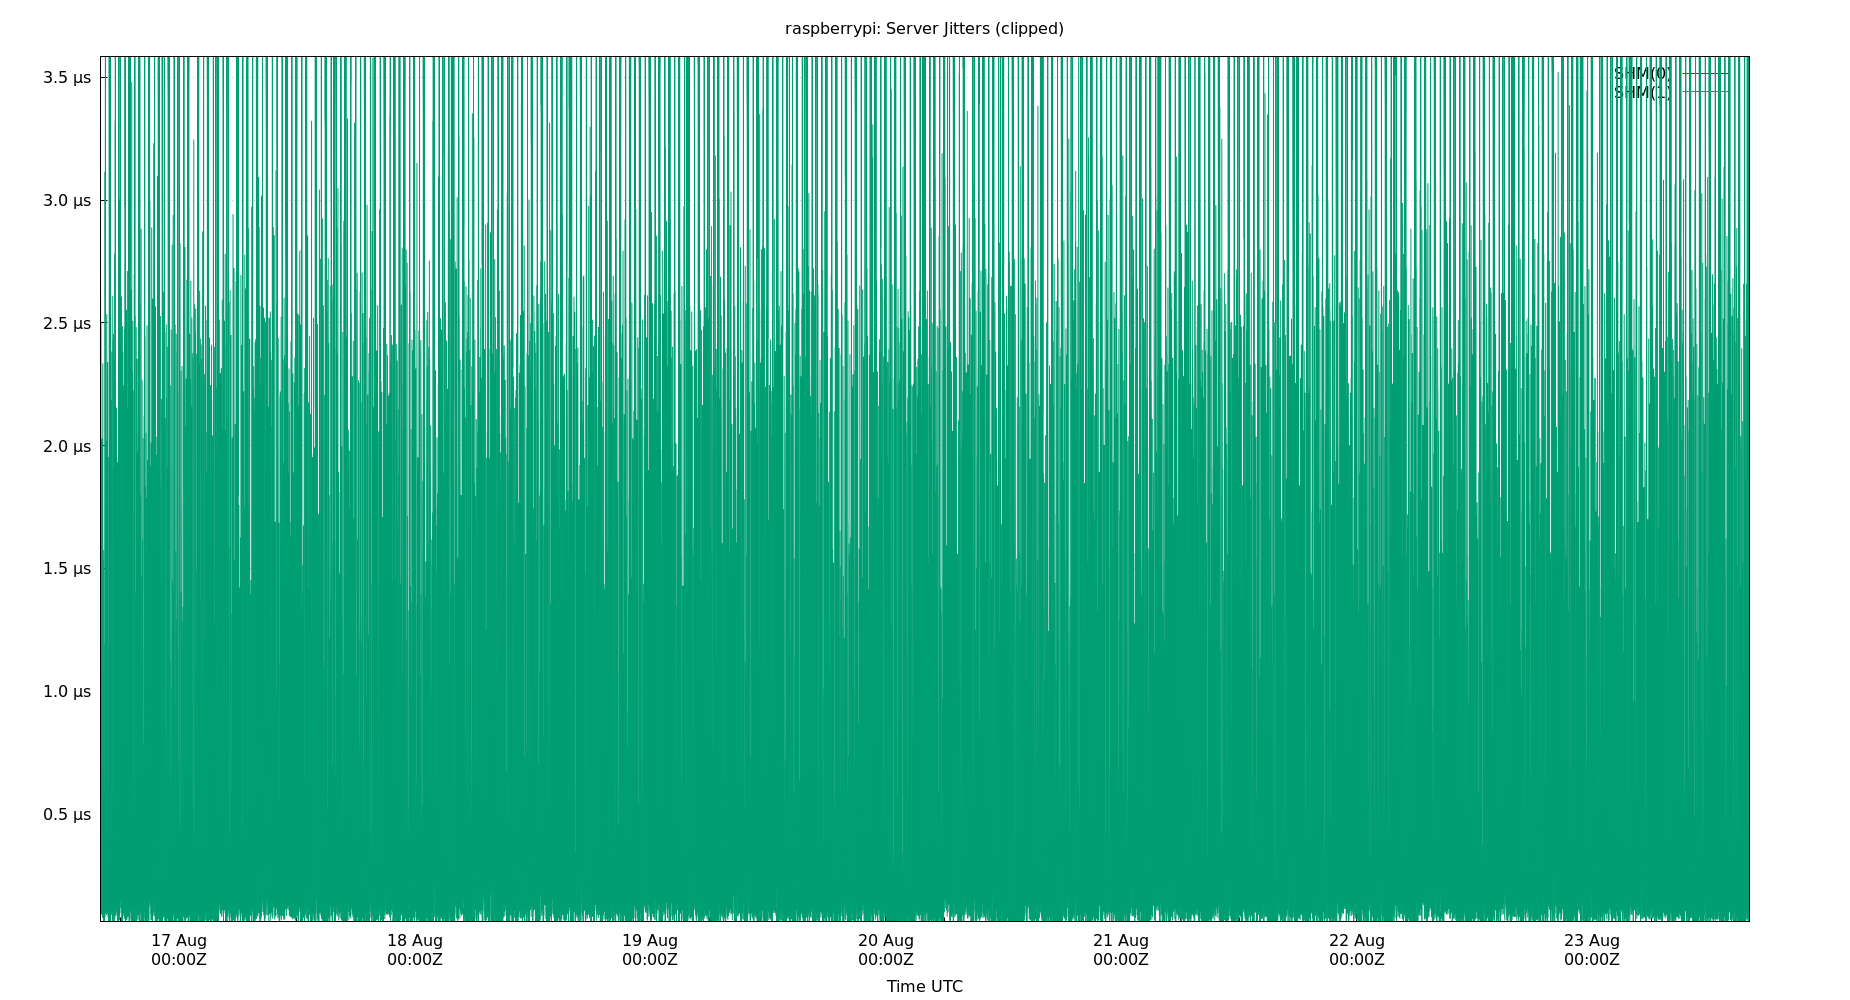 raspberrypi: Server Jitters (clipped)
SHM(0)
SHM(1)
3.5 µs
3.0 µs
2.5 µs
2.0 µs
1.5 µs
1.0 µs
0.5 µs
17 Aug 18 Aug 19 Aug 20 Aug 21 Aug 22 Aug 23 Aug
00:00Z 00:00Z 00:00Z 00:00Z 00:00Z 00:00Z 00:00Z
Time UTC